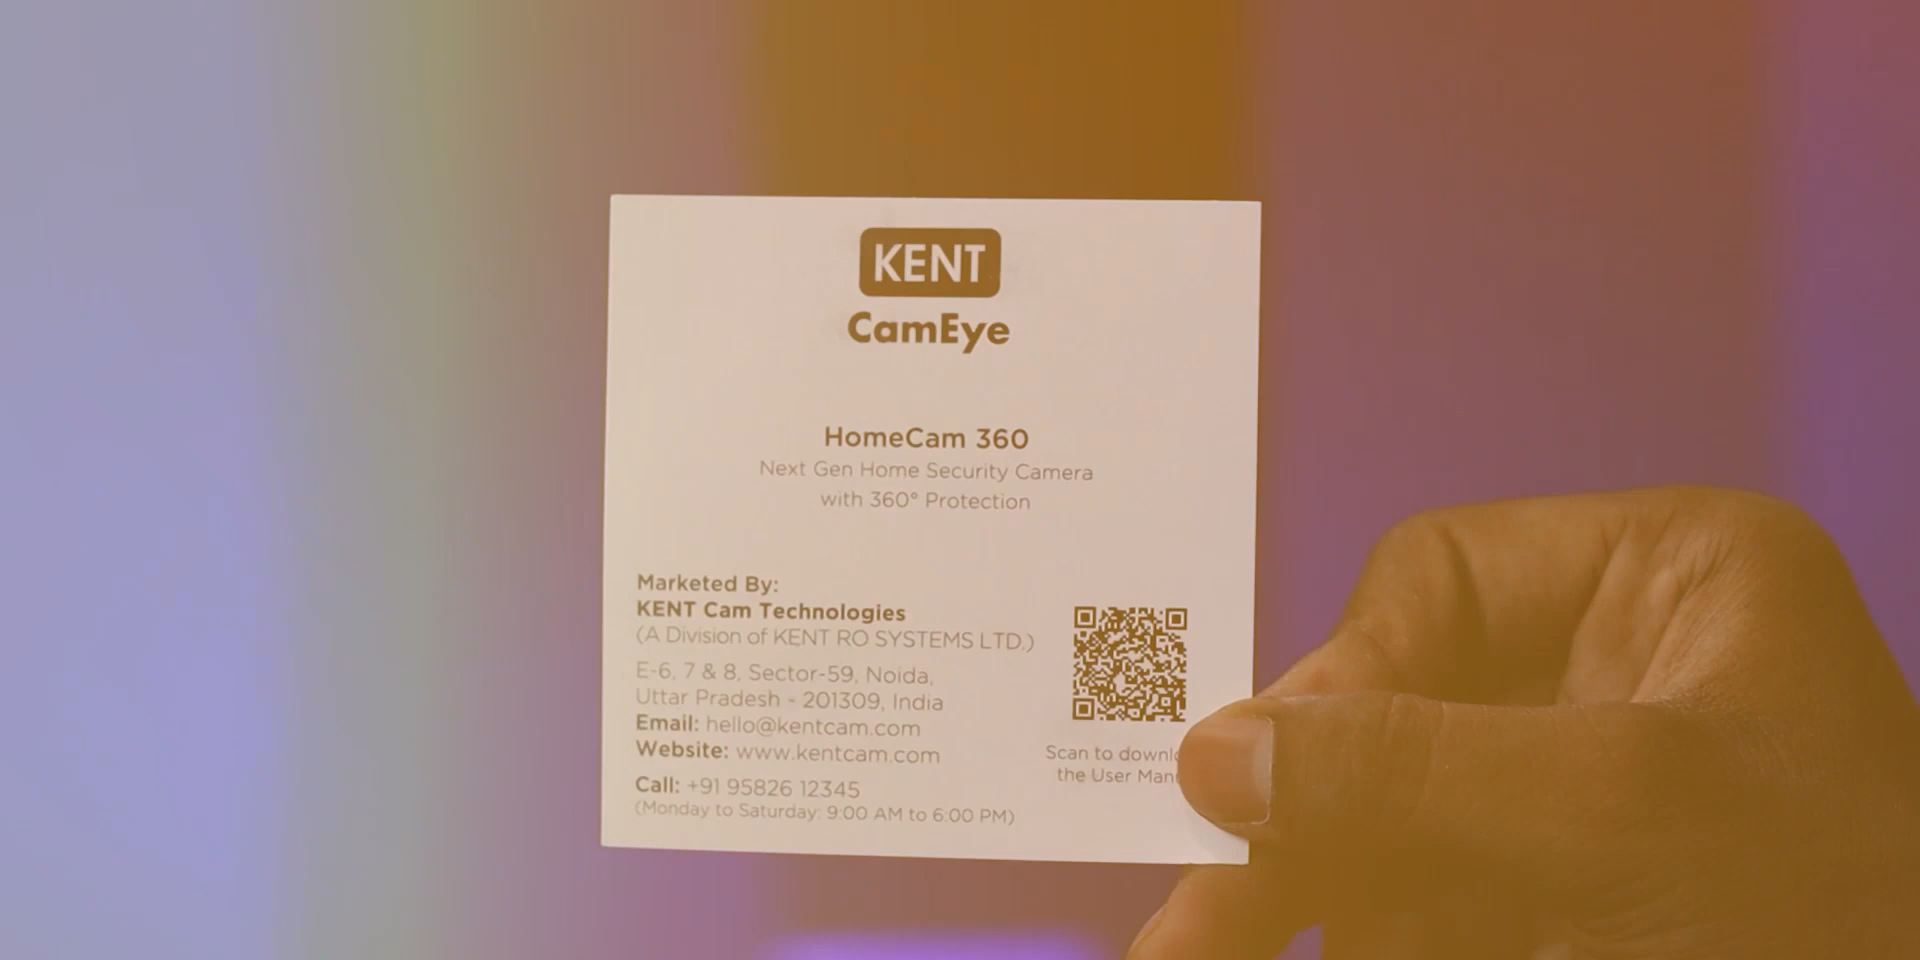 KENT
CamEye
HomeCam 360
Next Gen Home Security Camera
with 360° Protection
Marketed By:
KENT Cam Technologies
(A Division of KENT RO SYSTEMS LTD.)
E-6, 7 & 8, Sector-59, Noida,
Uttar Pradesh - 201309, India
Email: hello@kentcam.com
Website: www.kentcam.com
Call: +91 95826 12345
(Monday to Saturday: 9:00 AM to 6:00 PM)
Scan to
the User